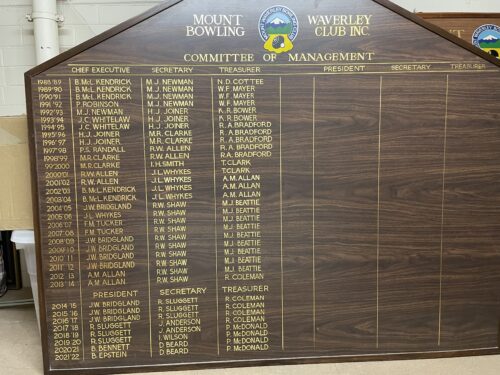 MOUNT WAVERLEY
BOWLING CLUB INC
COMMITTEE OF MANAGEMENT
CHIEF EXECUTIVE SECRETARY TREASURER PRESIDENT SECRETARY TREASURER
1988'89 B. McL. KENDRICK M.J. NEWMAN N.D. COTTEE
1989'90 B. McL. KENDRICK M.J. NEWMAN W.F. MAYER
1990'91 B. McL. KENDRICK M.J. NEWMAN W.F. MAYER
1991'92 P. ROBINSON M.J. NEWMAN W.F. MAYER
1992'93 M.J. NEWMAN H.J. JOINER K.R. BOWER
1993'94 J.C. WHITELAW H.J. JOINER K.R. BOWER
1994'95 J.C. WHITELAW H.J. JOINER R.A. BRADFORD
1995'96 H.J. JOINER M.R. CLARKE R.A. BRADFORD
1996'97 H.J. JOINER M.R. CLARKE R.A. BRADFORD
1997'98 P.S. RANDALL R.W. ALLEN R.A. BRADFORD
1998'99 M.R. CLARKE R.W. ALLEN R.A. BRADFORD
99'2000 M.R. CLARKE I.H. SMITH T. CLARK
2000'01 R.W. ALLEN J.L. WHYKES T. CLARK
2001'02 R.W. ALLEN J.L. WHYKES A.M. ALLAN
2002'03 B. McL. KENDRICK J.L. WHYKES A.M. ALLAN
2003'04 B. McL. KENDRICK J.L. WHYKES A.M. ALLAN
2004'05 J.W. BRIDGLAND R.W. SHAW M.J. BEATTIE
2005'06 J.L. WHYKES R.W. SHAW M.J. BEATTIE
2006'07 F.M. TUCKER R.W. SHAW M.J. BEATTIE
2007'08 F.M. TUCKER R.W. SHAW M.J. BEATTIE
2008'09 J.W. BRIDGLAND R.W. SHAW M.J. BEATTIE
2009'10 J.W. BRIDGLAND R.W. SHAW M.J. BEATTIE
2010'11 J.W. BRIDGLAND R.W. SHAW M.J. BEATTIE
2011'12 J.W. BRIDGLAND R.W. SHAW M.J. BEATTIE
2012'13 A.M. ALLAN R.W. SHAW M.J. BEATTIE
2013'14 A.M. ALLAN R.W. SHAW R. COLEMAN
PRESIDENT SECRETARY TREASURER
2014'15 J.W. BRIDGLAND R. SLUGGETT R. COLEMAN
2015'16 J.W. BRIDGLAND R. SLUGGETT R. COLEMAN
2016'17 J.W. BRIDGLAND R. SLUGGETT R. COLEMAN
2017'18 R. SLUGGETT J. ANDERSON R. COLEMAN
2018'19 R. SLUGGETT J. ANDERSON P. McDONALD
2019'20 R. SLUGGETT I. WILSON P. McDONALD
2020'21 B. BENNETT D. BEARD P. McDONALD
2021'22 B. EPSTEIN D. BEARD P. McDONALD